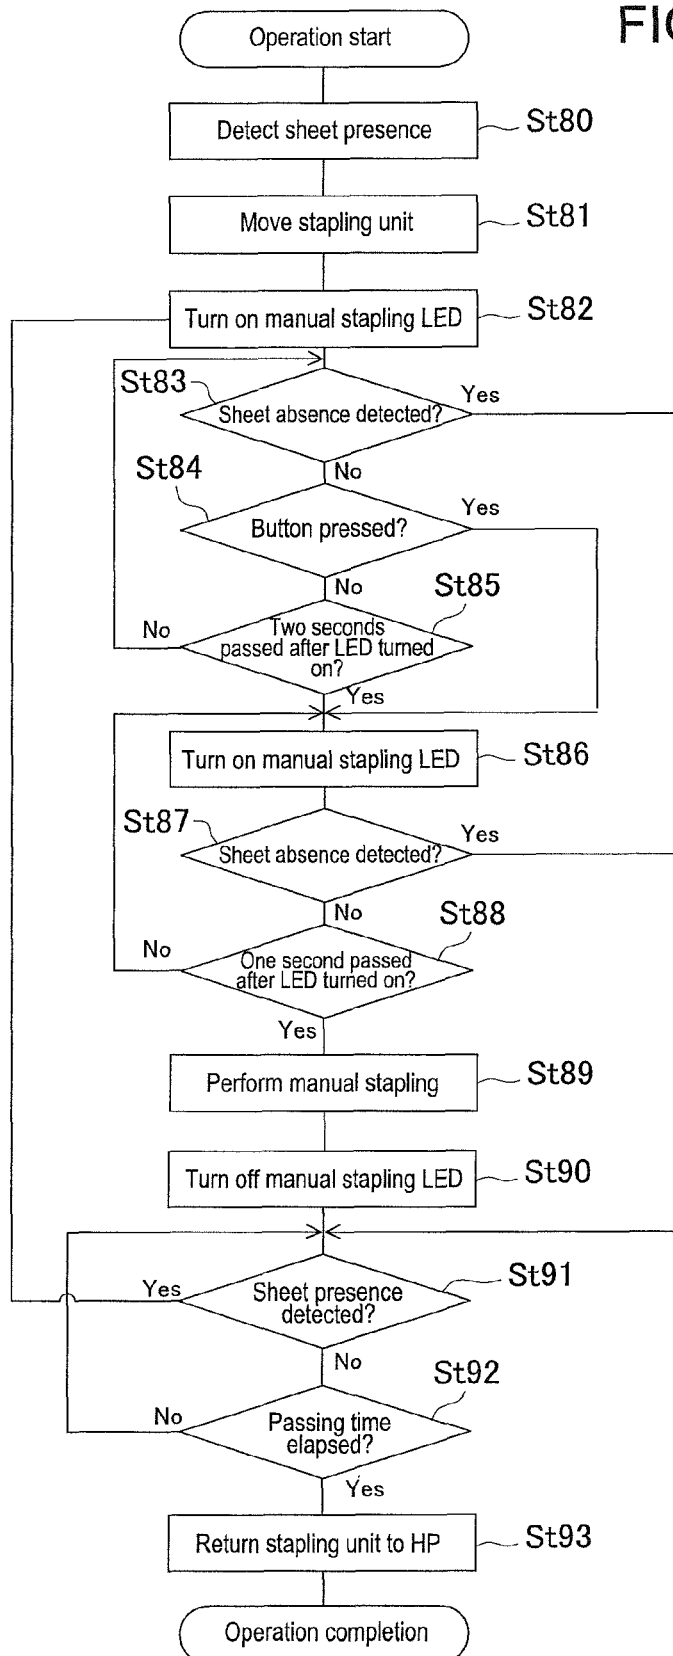 FIG
Operation start
Detect sheet presence
St80
Move stapling unit
St81
Turn on manual stapling LED
St82
St83
Sheet absence detected?
Yes
No
St84
Button pressed?
Yes
No
St85
Two seconds
passed after LED turned
on?
No
Yes
Turn on manual stapling LED
St86
St87
Sheet absence detected?
Yes
No
St88
One second passed
after LED turned on?
No
Yes
Perform manual stapling
St89
Turn off manual stapling LED
St90
St91
Sheet presence
detected?
Yes
No
St92
Passing time
elapsed?
No
Yes
Return stapling unit to HP
St93
Operation completion